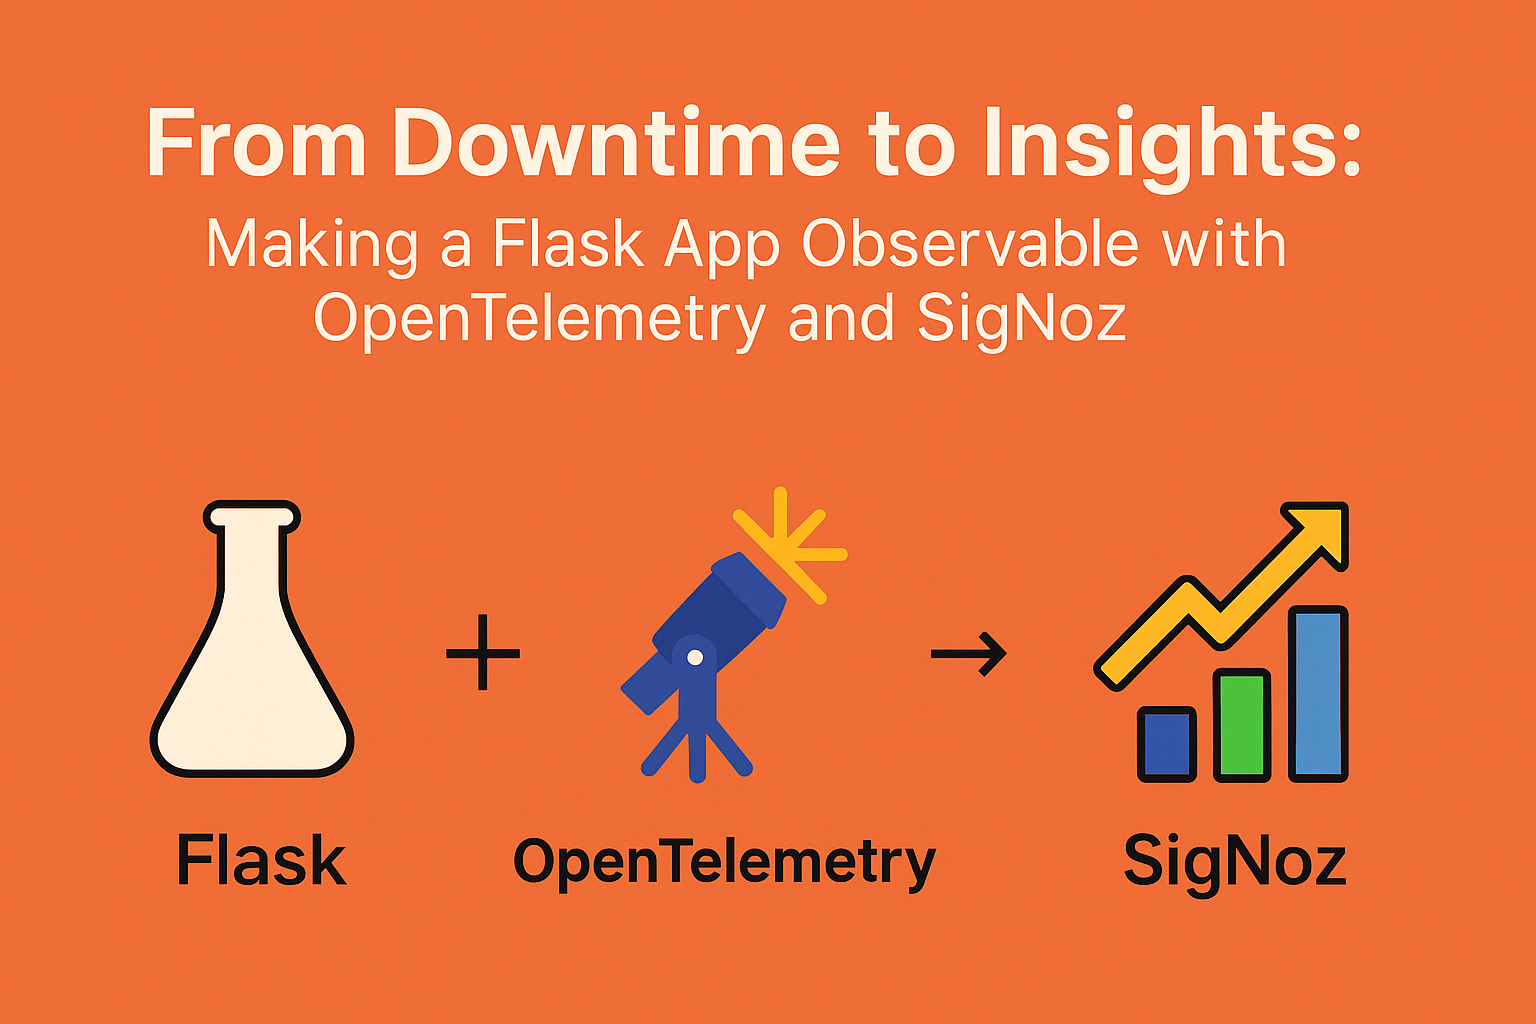 From Downtime to Insights:
Making a Flask App Observable with
OpenTelemetry and SigNoz
Flask
OpenTelemetry
SigNoz